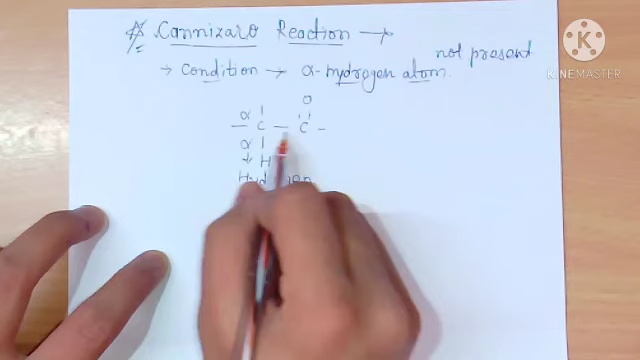 ☆. Cannizaro Reaction →
not present
→ Condition → α-hydrogen atom.
KINEMASTER
O
α
— C — C –
α
H